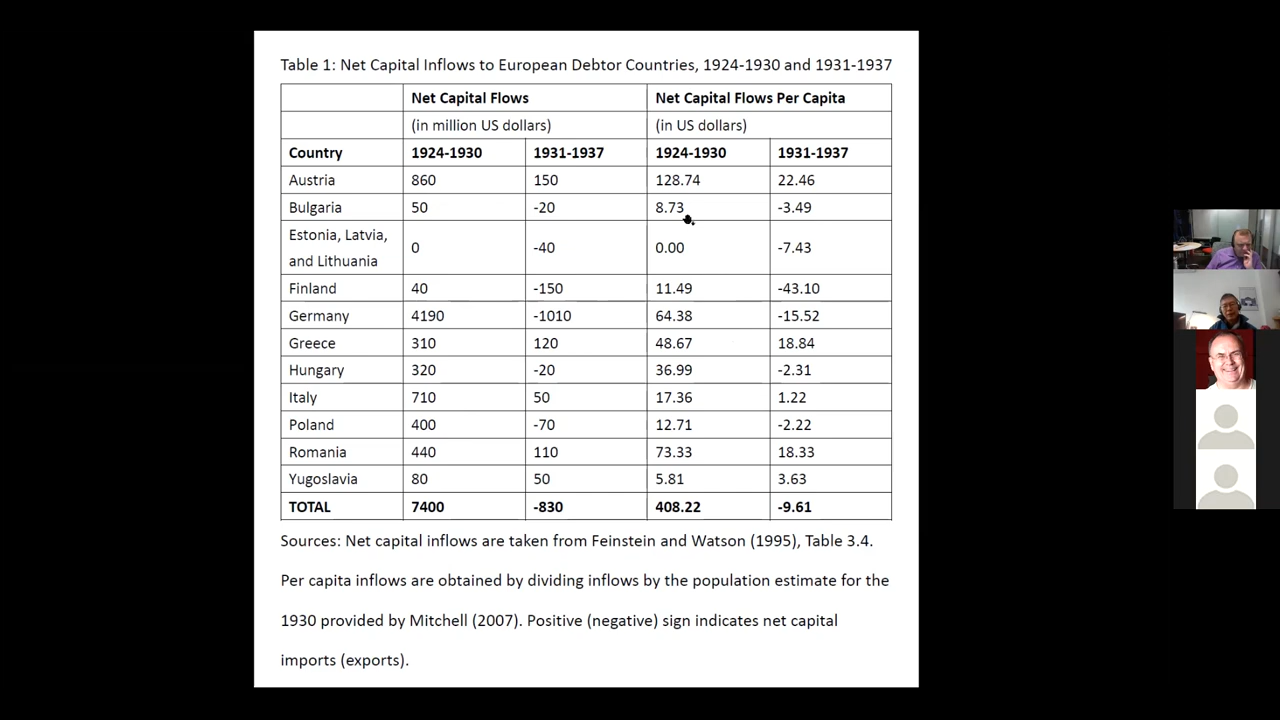 Table 1: Net Capital Inflows to European Debtor Countries, 1924-1930 and 1931-1937
Net Capital Flows Net Capital Flows Per Capita
(in million US dollars) (in US dollars)
Country 1924-1930 1931-1937 1924-1930 1931-1937
Austria 860 150 128.74 22.46
Bulgaria 50 -20 8.73 -3.49
Estonia, Latvia,
and Lithuania 0 -40 0.00 -7.43
Finland 40 -150 11.49 -43.10
Germany 4190 -1010 64.38 -15.52
Greece 310 120 48.67 18.84
Hungary 320 -20 36.99 -2.31
Italy 710 50 17.36 1.22
Poland 400 -70 12.71 -2.22
Romania 440 110 73.33 18.33
Yugoslavia 80 50 5.81 3.63
TOTAL 7400 -830 408.22 -9.61
Sources: Net capital inflows are taken from Feinstein and Watson (1995), Table 3.4.
Per capita inflows are obtained by dividing inflows by the population estimate for the
1930 provided by Mitchell (2007). Positive (negative) sign indicates net capital
imports (exports).